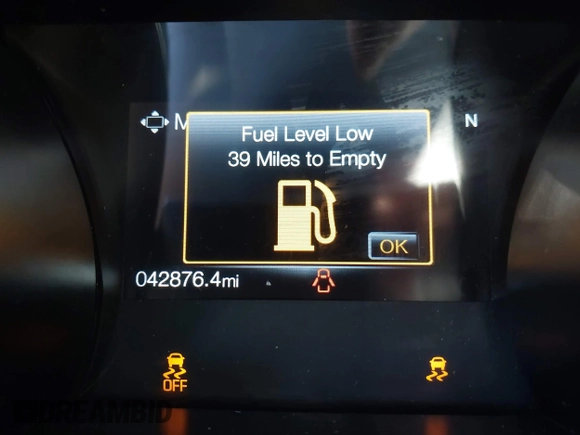 M
N
Fuel Level Low
39 Miles to Empty
OK
042876.4mi
OFF
DREAMBID